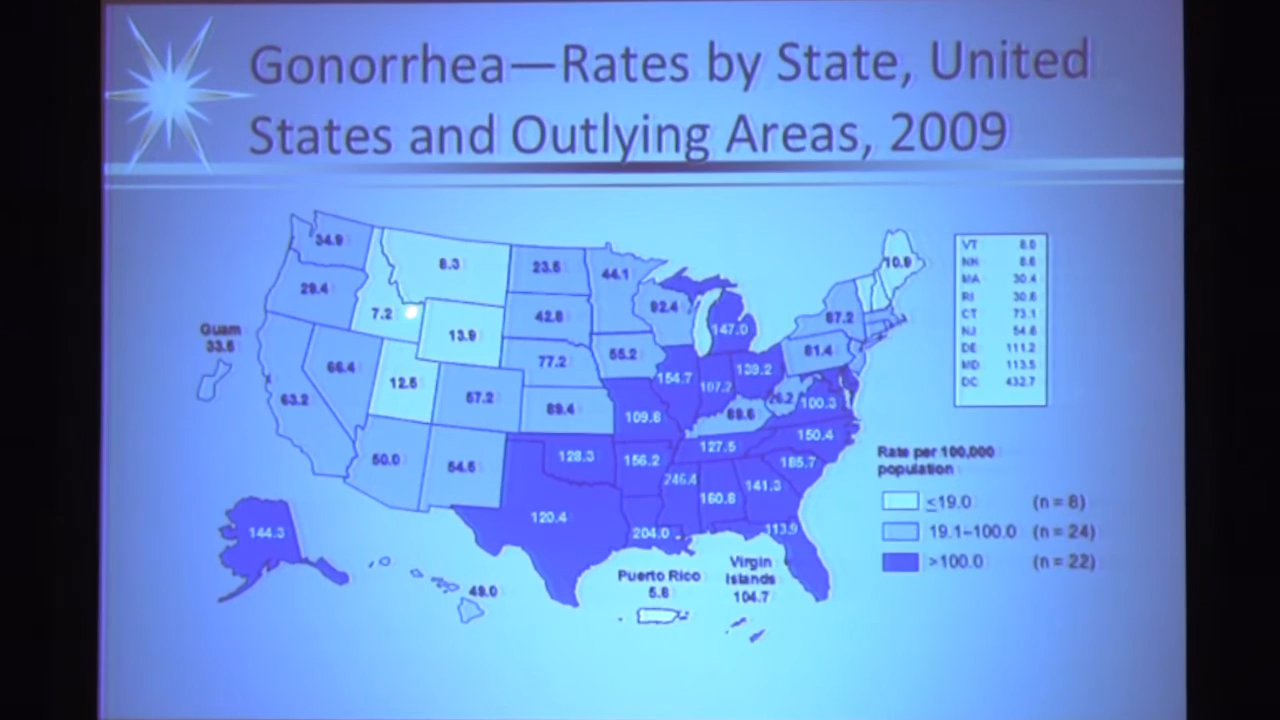 Gonorrhea—Rates by State, United
States and Outlying Areas, 2009
34.9
8.3
23.5
44.1
10.9
29.4
7.2
13.9
42.8
92.4
147.0
87.2
Guam
33.5
66.4
12.5
77.2
55.2
81.4
63.2
57.2
89.4
154.7
107.2
139.2
26.2
100.3
50.0
54.6
109.8
88.6
150.4
128.3
156.2
127.5
185.7
246.4
160.8
141.3
144.3
120.4
204.0
113.9
49.0
Puerto Rico
5.8
Virgin
Islands
104.7
VT 8.0
NH 8.6
MA 30.4
RI 30.6
CT 73.1
NJ 54.8
DE 111.2
MD 113.5
DC 432.7
Rate per 100,000
population
≤19.0 (n = 8)
19.1–100.0 (n = 24)
>100.0 (n = 22)